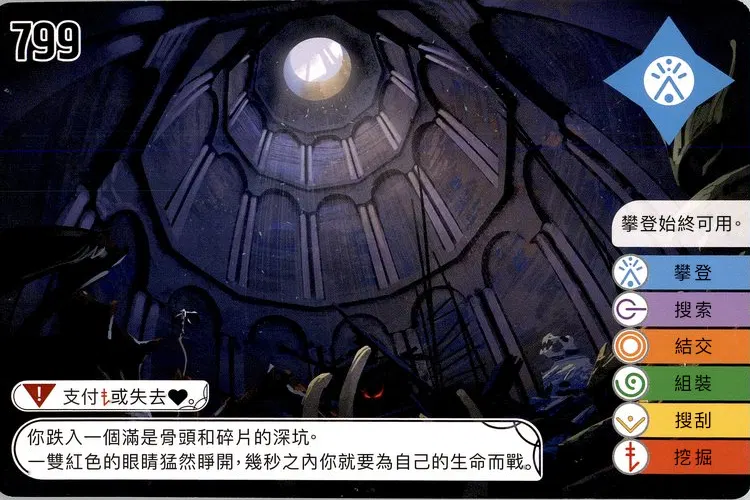 799
攀登始終可用。
攀登
搜索
結交
組裝
搜刮
挖掘
! 支付或失去。
你跌入一個滿是骨頭和碎片的深坑。
一雙紅色的眼睛猛然睜開，幾秒之內你就要為自己的生命而戰。